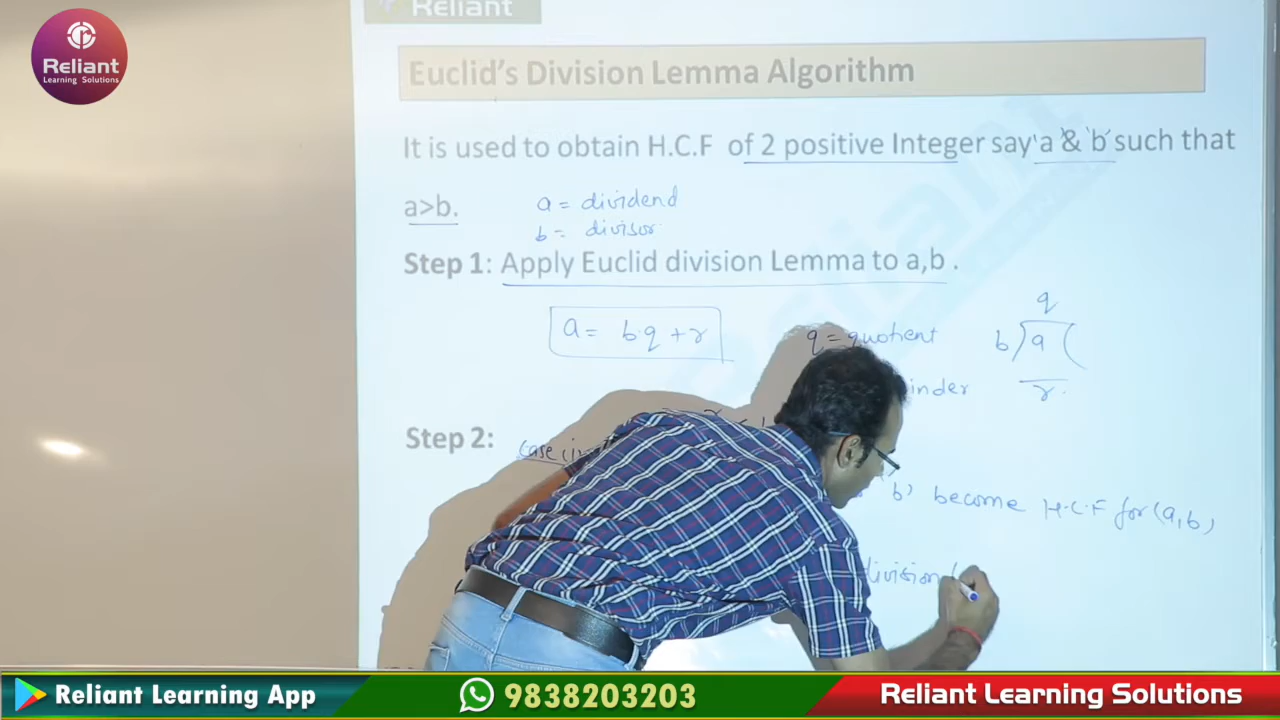 Reliant
Reliant
Learning Solutions
Euclid's Division Lemma Algorithm
It is used to obtain H.C.F of 2 positive Integer say 'a' & 'b' such that
a>b.
a = dividend
b = divisor
Step 1: Apply Euclid division Lemma to a,b .
a = b.q + r
q = quotient
q
b) a (
r
inder
Step 2:
case (i)
'b' become H.C.F for (a, b)
division
Reliant Learning App
9838203203
Reliant Learning Solutions